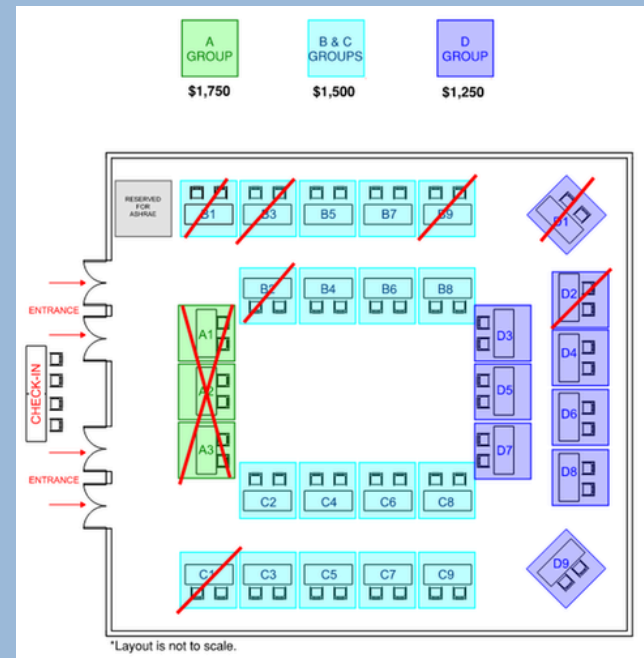 A
GROUP
B & C
GROUPS
D
GROUP
$1,750
$1,500
$1,250
RESERVED
FOR
ASHRAE
B1
B3
B5
B7
B9
D1
B2
B4
B6
B8
D2
ENTRANCE
A1
D3
D4
CHECK-IN
A2
D5
D6
A3
D7
D8
ENTRANCE
C2
C4
C6
C8
C1
C3
C5
C7
C9
D9
*Layout is not to scale.